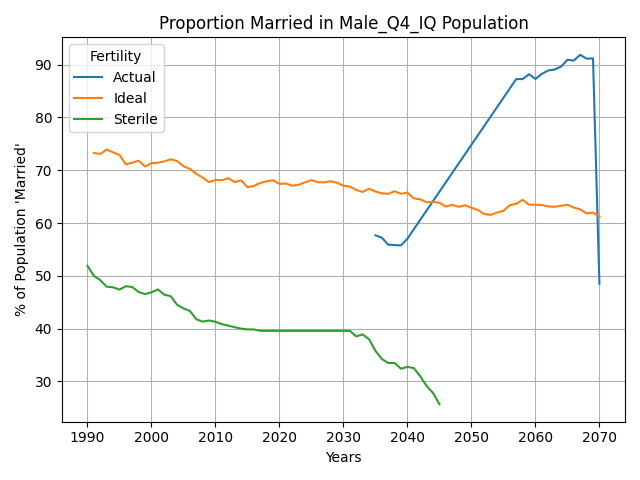 Proportion Married in Male_Q4_IQ Population
% of Population 'Married'
Fertility
Actual
Ideal
Sterile
90
80
70
60
50
40
30
1990 2000 2010 2020 2030 2040 2050 2060 2070
Years